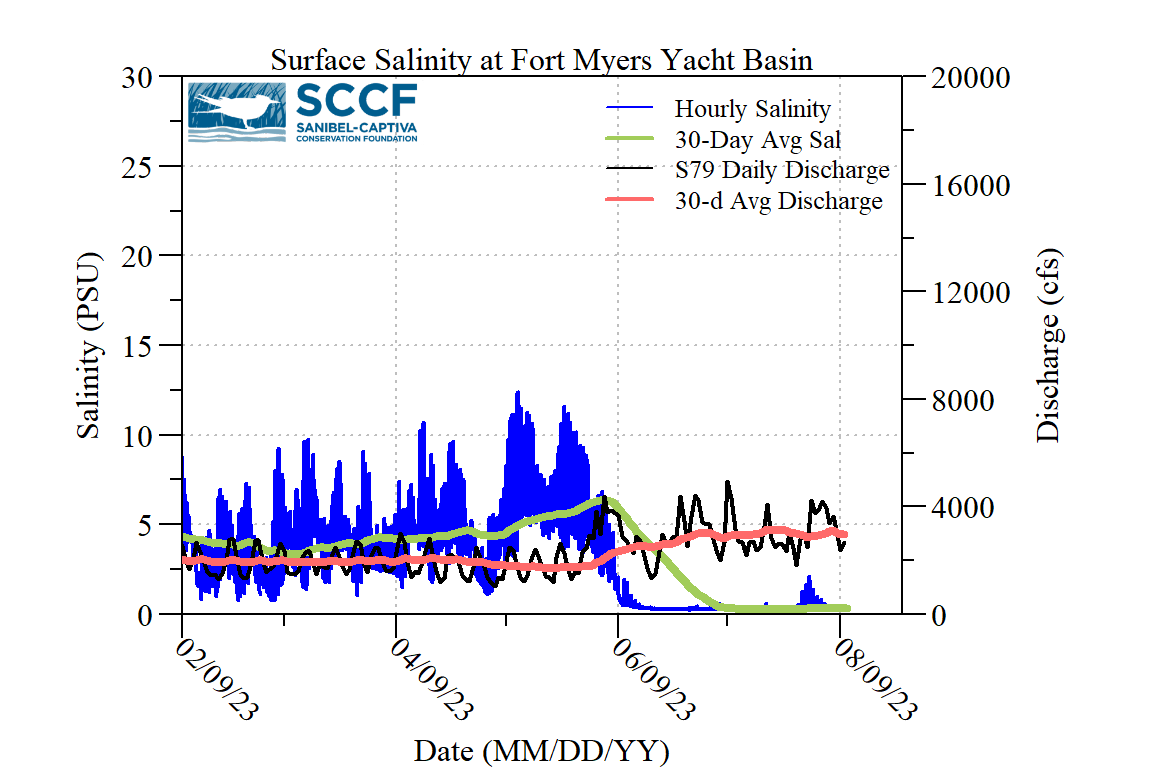 Surface Salinity at Fort Myers Yacht Basin
SCCF
SANIBEL-CAPTIVA
CONSERVATION FOUNDATION
Hourly Salinity
30-Day Avg Sal
S79 Daily Discharge
30-d Avg Discharge
Salinity (PSU)
30
25
20
15
10
5
0
Discharge (cfs)
20000
16000
12000
8000
4000
0
02/09/23
04/09/23
06/09/23
08/09/23
Date (MM/DD/YY)